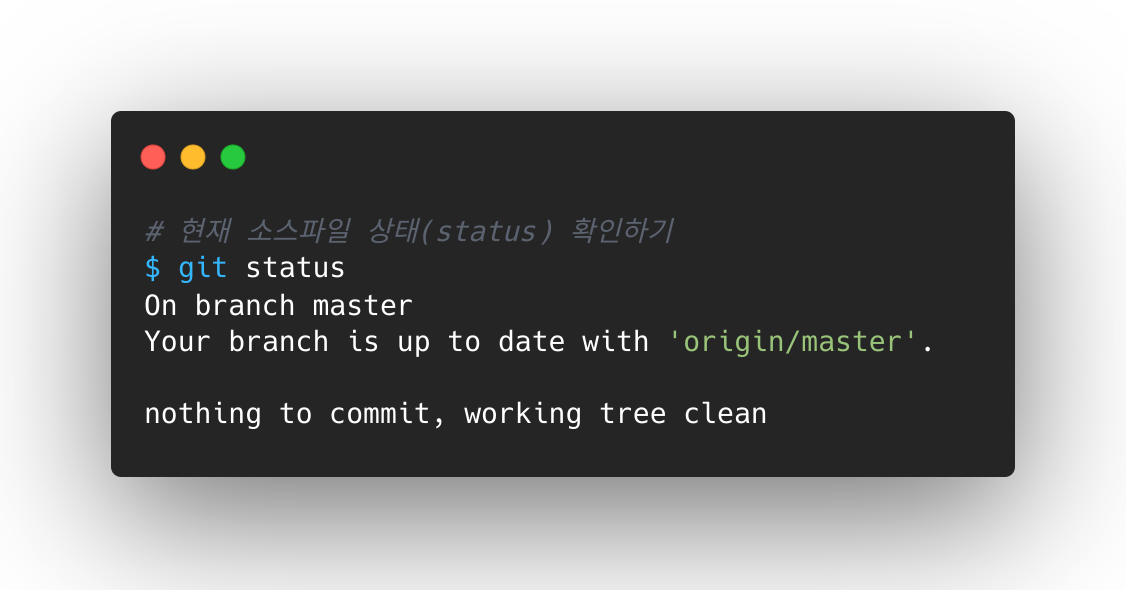 # 현재 소스파일 상태(status) 확인하기
$ git status
On branch master
Your branch is up to date with 'origin/master'.
nothing to commit, working tree clean